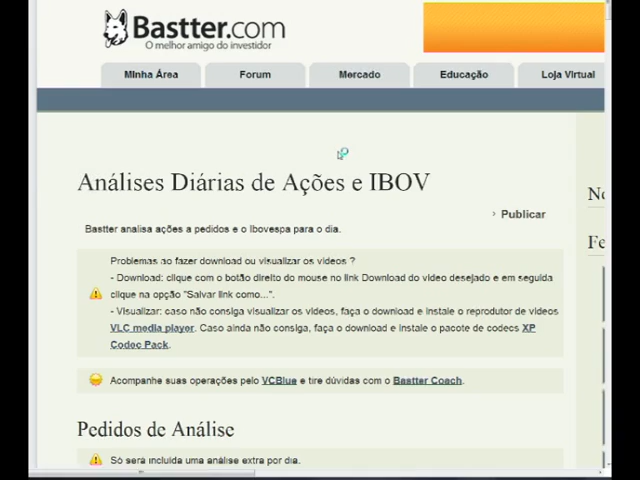 Bastter.com
O melhor amigo do investidor
Minha Área
Forum
Mercado
Educação
Loja Virtual
Análises Diárias de Ações e IBOV
› Publicar
Bastter analisa ações a pedidos e o Ibovespa para o dia.
Problemas ao fazer download ou visualizar os videos ?
- Download: clique com o botão direito do mouse no link Download do video desejado e em seguida
clique na opção "Salvar link como...".
- Visualizar: caso não consiga visualizar os videos, faça o download e instale o reprodutor de videos
VLC media player. Caso ainda não consiga, faça o download e instale o pacote de codecs XP
Codec Pack.
Acompanhe suas operações pelo VCBlue e tire dúvidas com o Bastter Coach.
Pedidos de Análise
Só será incluida uma análise extra por dia.